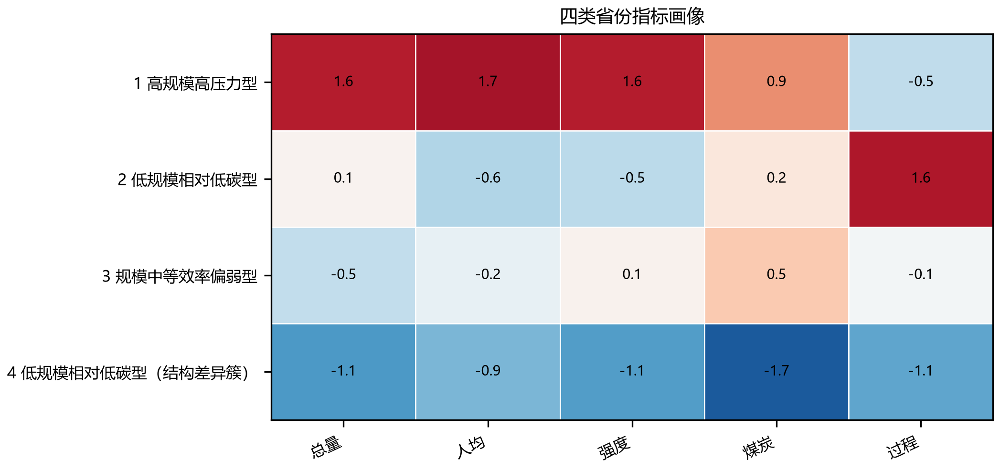 四类省份指标画像
1 高规模高压力型
1.6
1.7
1.6
0.9
-0.5
2 低规模相对低碳型
0.1
-0.6
-0.5
0.2
1.6
3 规模中等效率偏弱型
-0.5
-0.2
0.1
0.5
-0.1
4 低规模相对低碳型（结构差异簇）
-1.1
-0.9
-1.1
-1.7
-1.1
总量
人均
强度
煤炭
过程